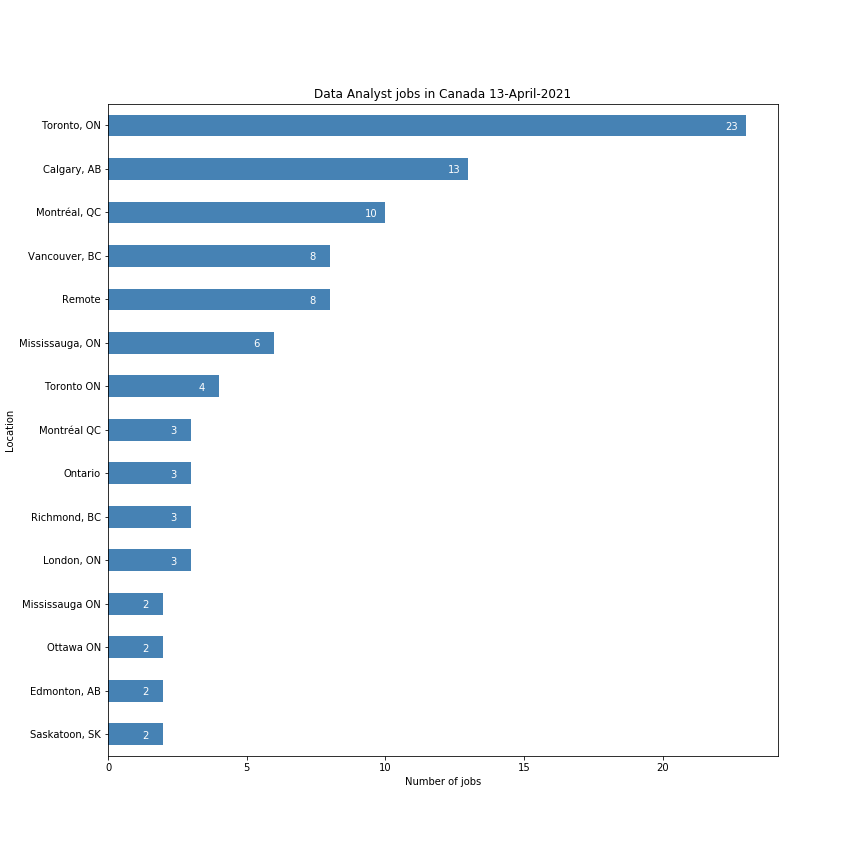 Data Analyst jobs in Canada 13-April-2021
Toronto, ON 23
Calgary, AB 13
Montréal, QC 10
Vancouver, BC 8
Remote 8
Mississauga, ON 6
Toronto ON 4
Montréal QC 3
Ontario 3
Richmond, BC 3
London, ON 3
Mississauga ON 2
Ottawa ON 2
Edmonton, AB 2
Saskatoon, SK 2
Location
0 5 10 15 20
Number of jobs